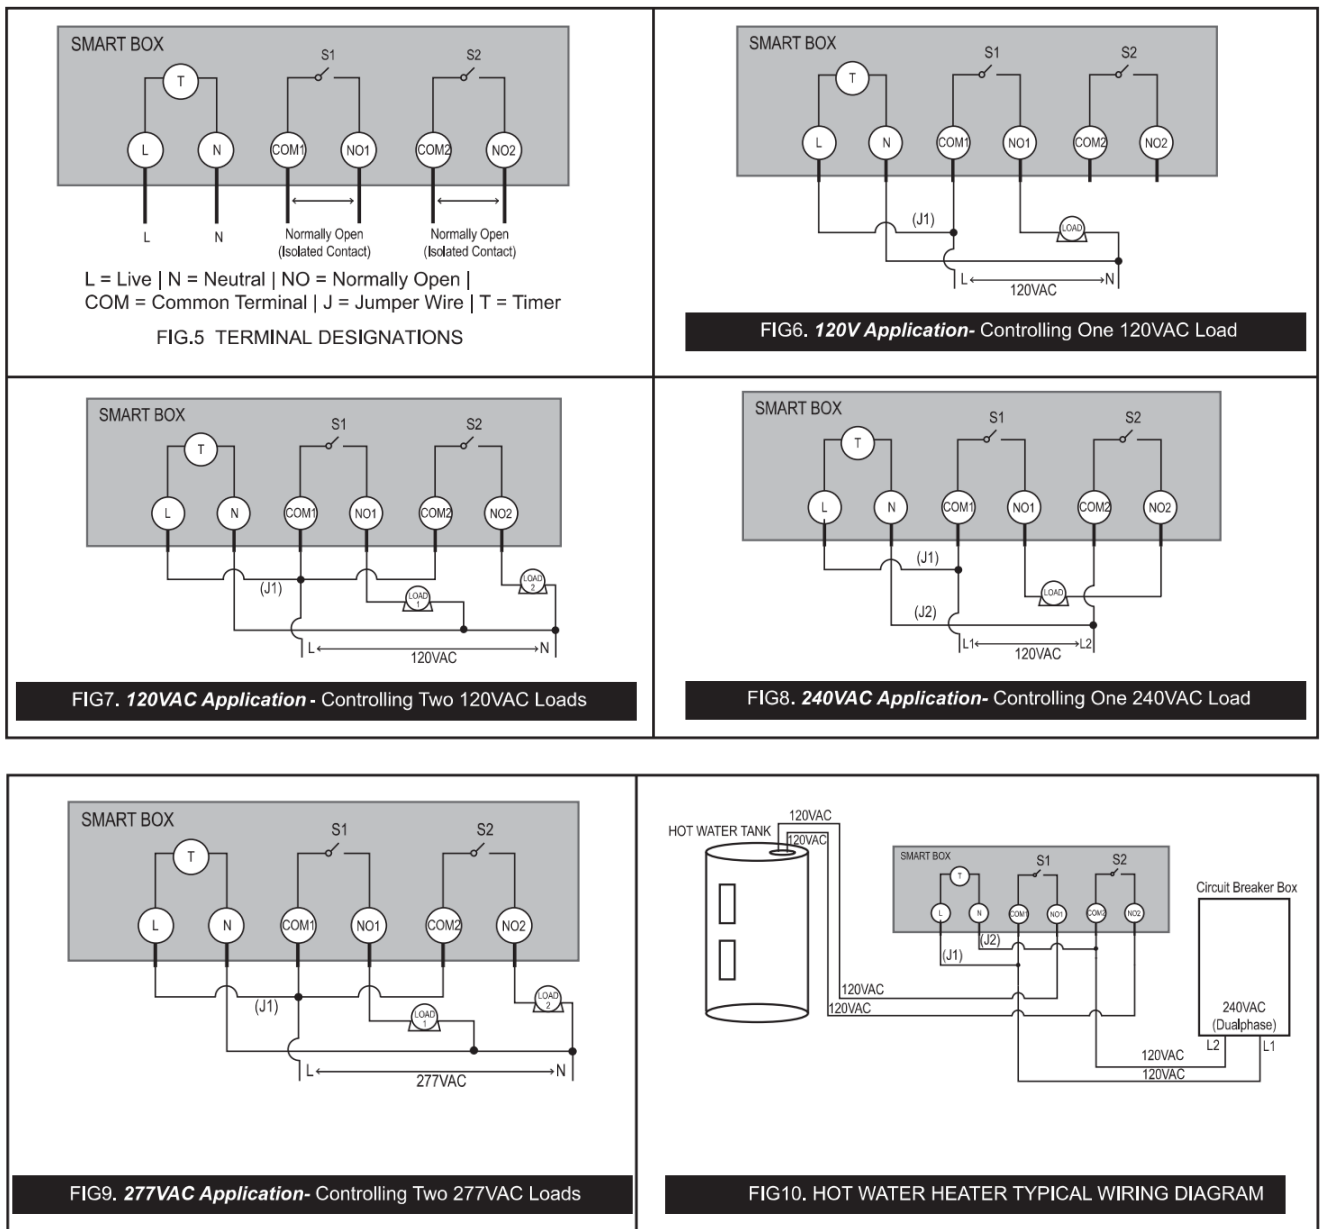 SMART BOX
S1
S2
T
L
N
COM1
NO1
COM2
NO2
L
N
Normally Open
(Isolated Contact)
Normally Open
(Isolated Contact)
L = Live | N = Neutral | NO = Normally Open |
COM = Common Terminal | J = Jumper Wire | T = Timer
FIG.5 TERMINAL DESIGNATIONS
SMART BOX
S1
S2
T
L
N
COM1
NO1
COM2
NO2
(J1)
LOAD
L
N
120VAC
FIG6. 120V Application- Controlling One 120VAC Load
SMART BOX
S1
S2
T
L
N
COM1
NO1
COM2
NO2
(J1)
LOAD
1
LOAD
2
L
N
120VAC
FIG7. 120VAC Application - Controlling Two 120VAC Loads
SMART BOX
S1
S2
T
L
N
COM1
NO1
COM2
NO2
(J1)
LOAD
(J2)
L1
L2
120VAC
FIG8. 240VAC Application- Controlling One 240VAC Load
SMART BOX
S1
S2
T
L
N
COM1
NO1
COM2
NO2
(J1)
LOAD
1
LOAD
2
L
N
277VAC
FIG9. 277VAC Application- Controlling Two 277VAC Loads
120VAC
HOT WATER TANK
120VAC
SMART BOX
S1
S2
T
L
N
COM1
NO1
COM2
NO2
Circuit Breaker Box
(J2)
(J1)
120VAC
120VAC
240VAC
(Dualphase)
L2
L1
120VAC
120VAC
FIG10. HOT WATER HEATER TYPICAL WIRING DIAGRAM